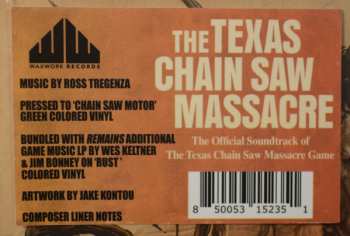 WAXWORK RECORDS
MUSIC BY ROSS TREGENZA
PRESSED TO 'CHAIN SAW MOTOR'
GREEN COLORED VINYL
BUNDLED WITH REMAINS ADDITIONAL
GAME MUSIC LP BY WES KELTNER
& JIM BONNEY ON 'RUST'
COLORED VINYL
ARTWORK BY JAKE KONTOU
COMPOSER LINER NOTES
THE TEXAS
CHAIN SAW
MASSACRE
The Official Soundtrack of
The Texas Chain Saw Massacre Game
8 50053 15235 1